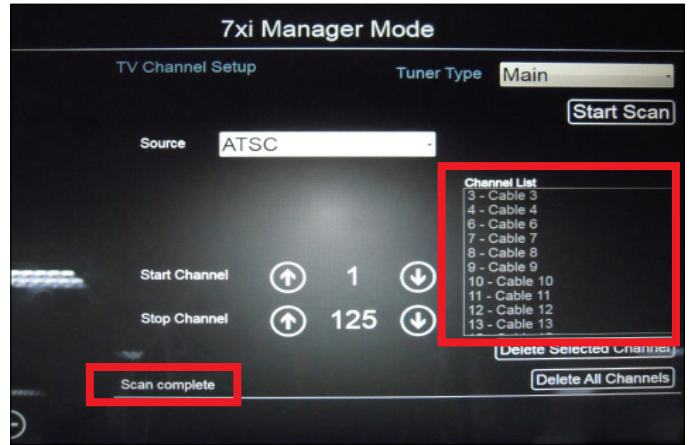 7xi Manager Mode
TV Channel Setup
Tuner Type Main
Start Scan
Source ATSC
Channel List
3 - Cable 3
4 - Cable 4
6 - Cable 6
7 - Cable 7
8 - Cable 8
9 - Cable 9
10 - Cable 10
11 - Cable 11
12 - Cable 12
13 - Cable 13
Start Channel 1
Stop Channel 125
Delete Selected Channel
Scan complete
Delete All Channels